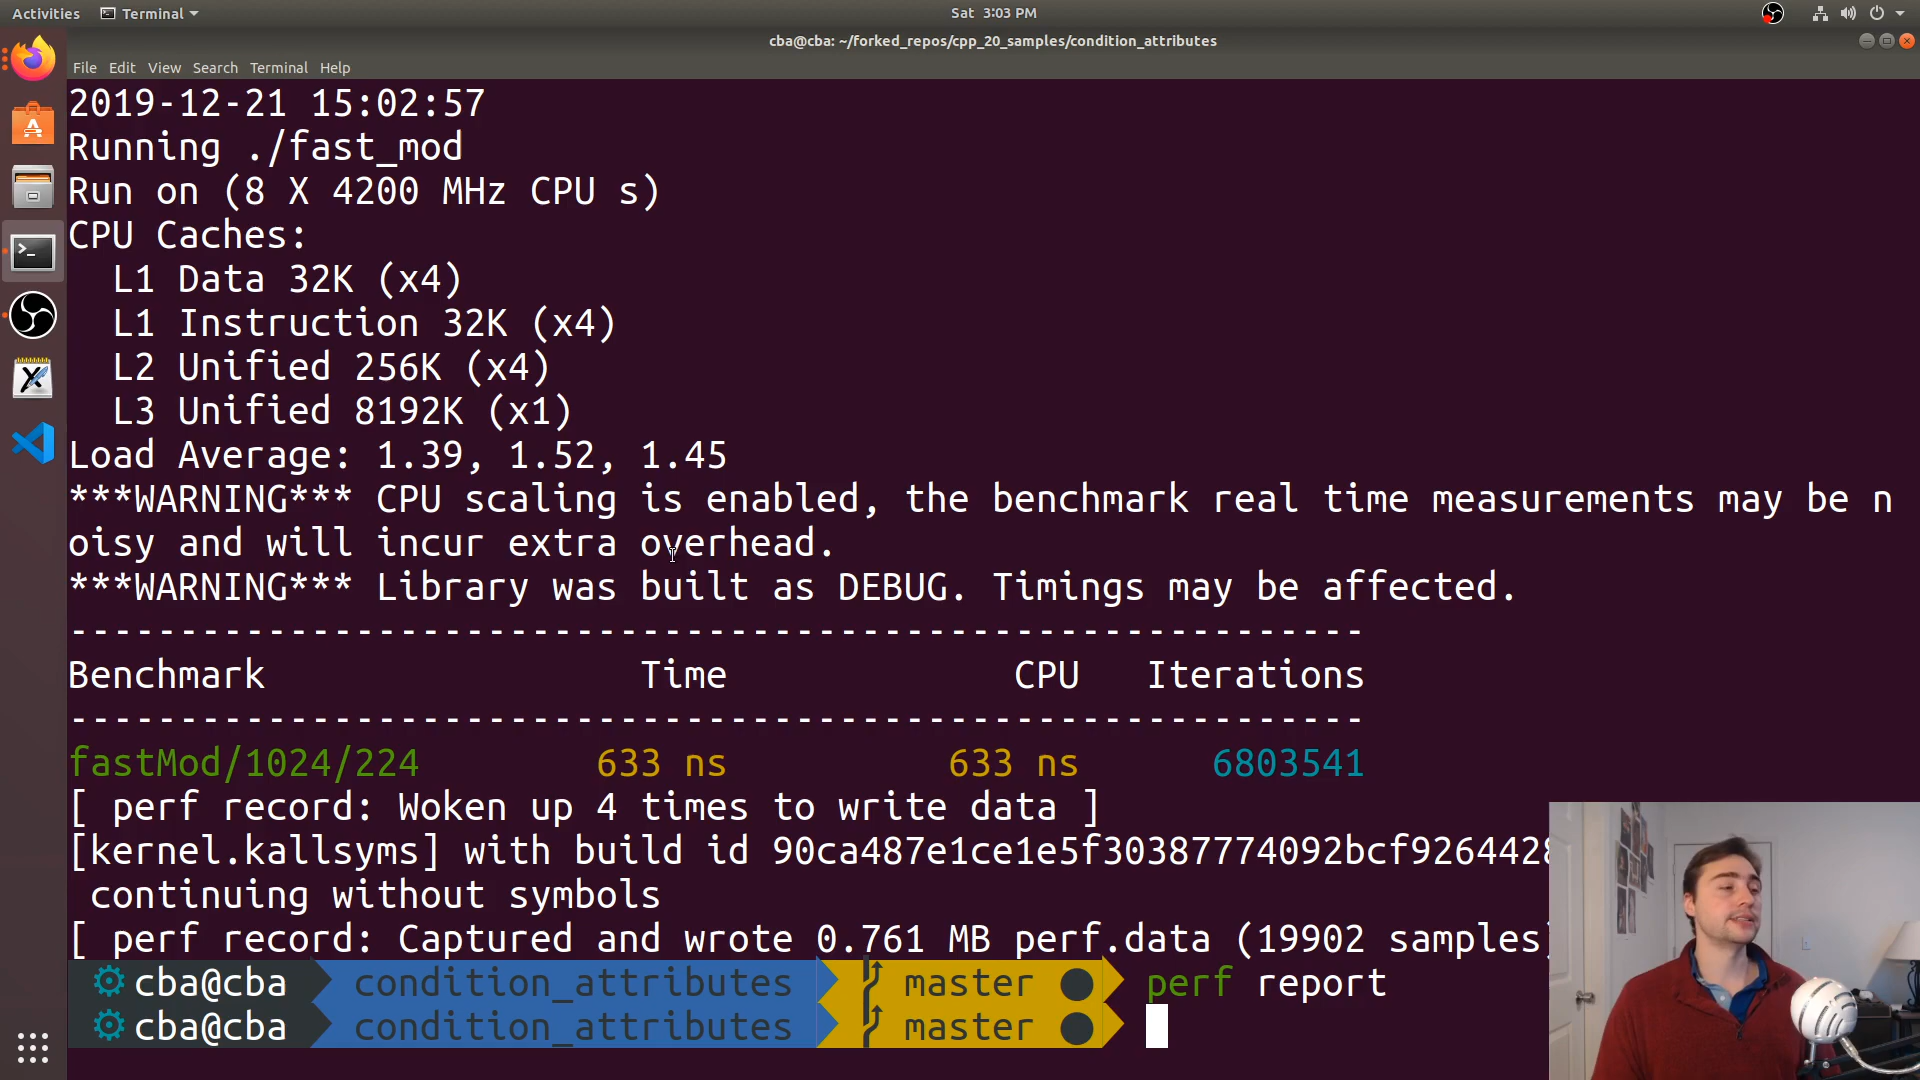 Activities Terminal Sat 3:03 PM
cba@cba: ~/forked_repos/cpp_20_samples/condition_attributes
File Edit View Search Terminal Help
2019-12-21 15:02:57
Running ./fast_mod
Run on (8 X 4200 MHz CPU s)
CPU Caches:
L1 Data 32K (x4)
L1 Instruction 32K (x4)
L2 Unified 256K (x4)
L3 Unified 8192K (x1)
Load Average: 1.39, 1.52, 1.45
***WARNING*** CPU scaling is enabled, the benchmark real time measurements may be n
oisy and will incur extra overhead.
***WARNING*** Library was built as DEBUG. Timings may be affected.
-----------------------------------------------------------
Benchmark Time CPU Iterations
-----------------------------------------------------------
fastMod/1024/224 633 ns 633 ns 6803541
[ perf record: Woken up 4 times to write data ]
[kernel.kallsyms] with build id 90ca487e1ce1e5f30387774092bcf9264428
continuing without symbols
[ perf record: Captured and wrote 0.761 MB perf.data (19902 samples)
cba@cba condition_attributes master perf report
cba@cba condition_attributes master